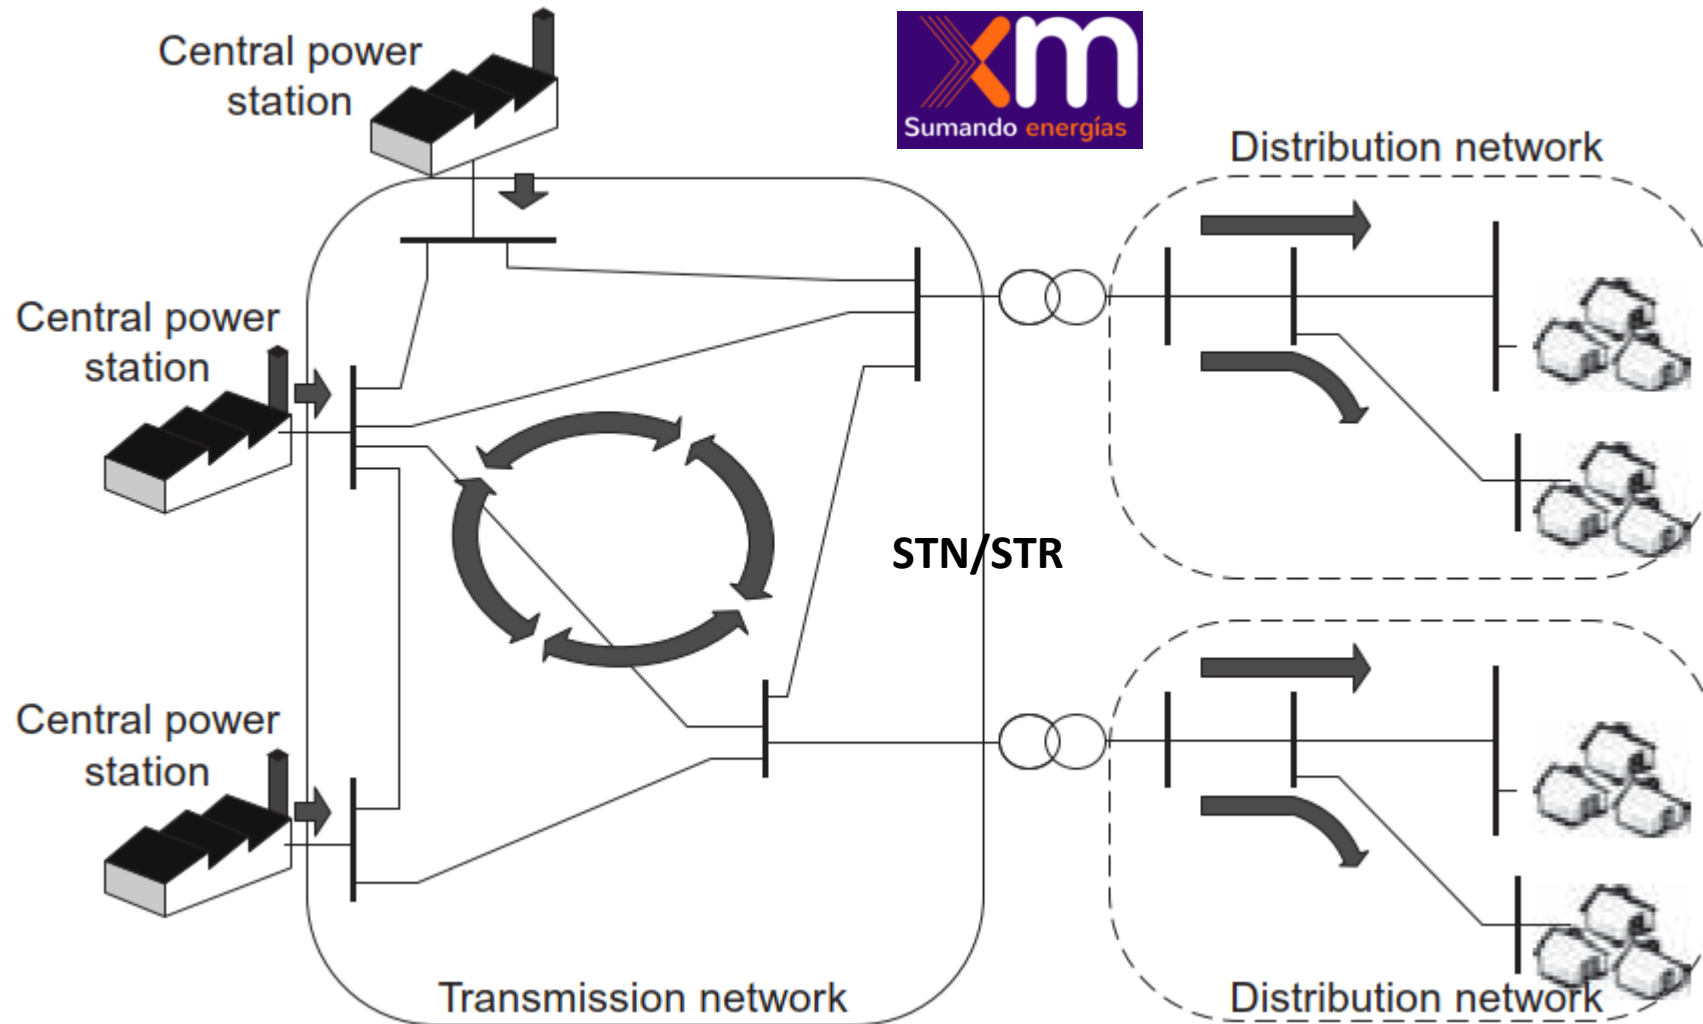 Central power
station
xm
Sumando energías
Distribution network
Central power
station
STN/STR
Central power
station
Transmission network
Distribution network